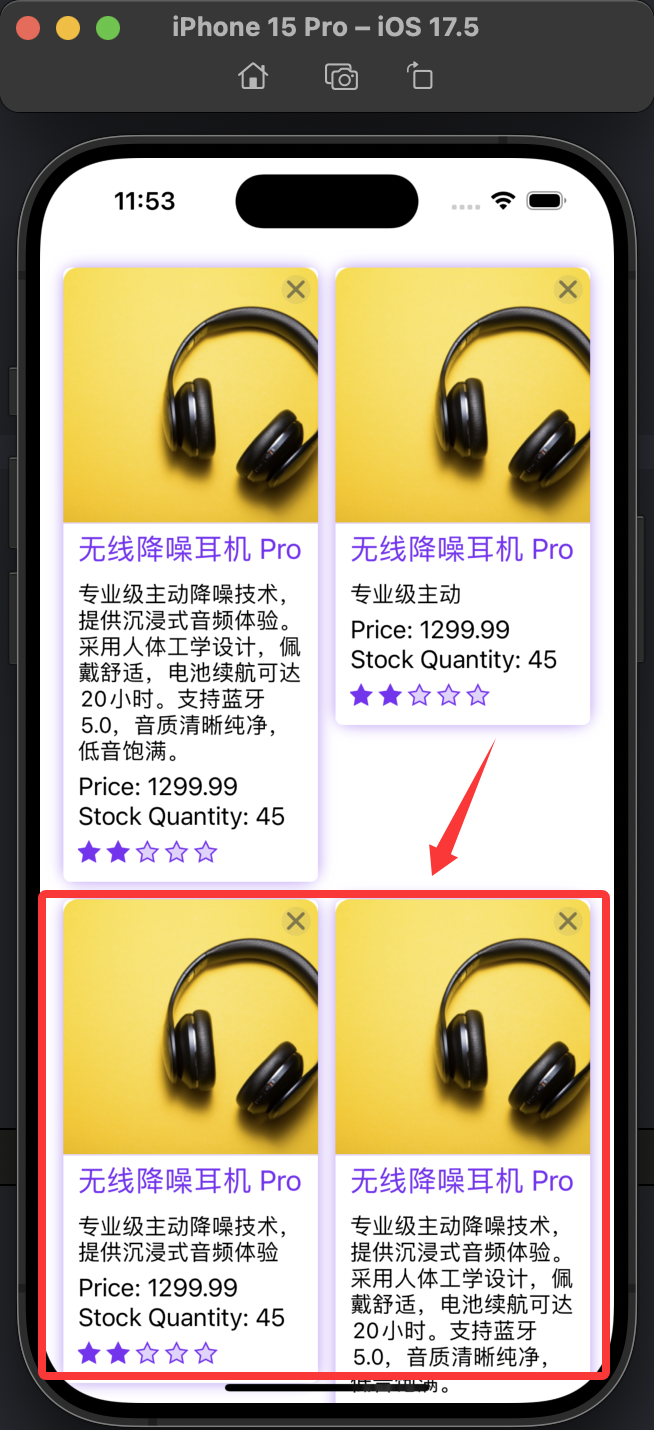 iPhone 15 Pro – iOS 17.5
11:53
无线降噪耳机 Pro
专业级主动降噪技术，
提供沉浸式音频体验。
采用人体工学设计，佩
戴舒适，电池续航可达
20小时。支持蓝牙
5.0，音质清晰纯净，
低音饱满。
Price: 1299.99
Stock Quantity: 45
无线降噪耳机 Pro
专业级主动
Price: 1299.99
Stock Quantity: 45
无线降噪耳机 Pro
专业级主动降噪技术，
提供沉浸式音频体验
Price: 1299.99
Stock Quantity: 45
无线降噪耳机 Pro
专业级主动降噪技术，
提供沉浸式音频体验。
采用人体工学设计，佩
戴舒适，电池续航可达
20小时。支持蓝牙
5.0，音质清晰纯净，
低音饱满。